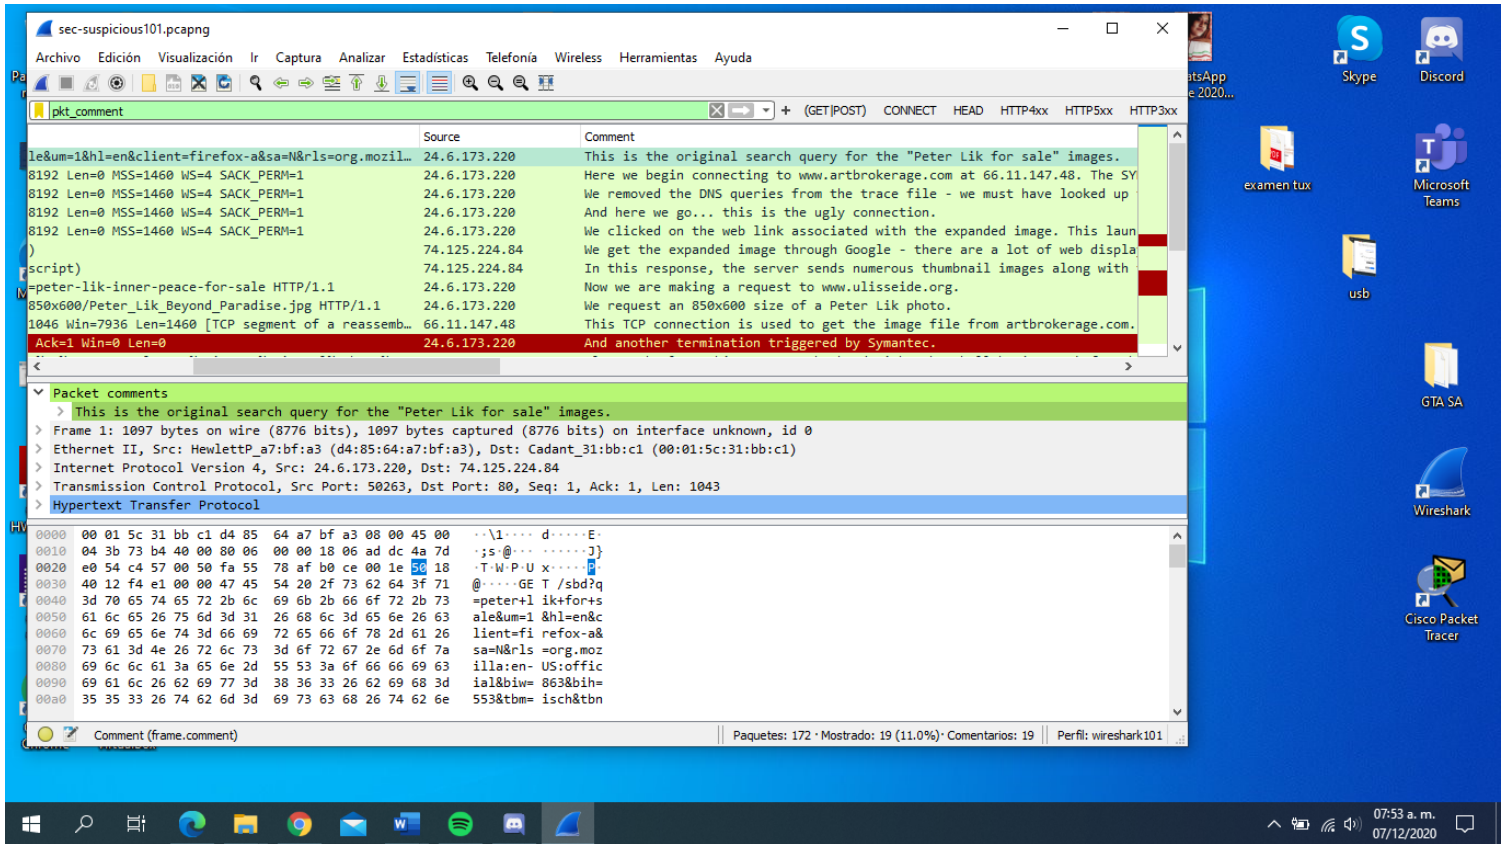 sec-suspicious101.pcapng
Archivo Edición Visualización Ir Captura Analizar Estadísticas Telefonía Wireless Herramientas Ayuda
pkt_comment
+ (GET|POST) CONNECT HEAD HTTP4xx HTTP5xx HTTP3xx
Source Comment
le&um=1&hl=en&client=firefox-a&sa=N&rls=org.mozil… 24.6.173.220 This is the original search query for the "Peter Lik for sale" images.
8192 Len=0 MSS=1460 WS=4 SACK_PERM=1 24.6.173.220 Here we begin connecting to www.artbrokerage.com at 66.11.147.48. The SY
8192 Len=0 MSS=1460 WS=4 SACK_PERM=1 24.6.173.220 We removed the DNS queries from the trace file - we must have looked up
8192 Len=0 MSS=1460 WS=4 SACK_PERM=1 24.6.173.220 And here we go... this is the ugly connection.
8192 Len=0 MSS=1460 WS=4 SACK_PERM=1 24.6.173.220 We clicked on the web link associated with the expanded image. This laun
) 74.125.224.84 We get the expanded image through Google - there are a lot of web displa
script) 74.125.224.84 In this response, the server sends numerous thumbnail images along with
=peter-lik-inner-peace-for-sale HTTP/1.1 24.6.173.220 Now we are making a request to www.ulisseide.org.
850x600/Peter_Lik_Beyond_Paradise.jpg HTTP/1.1 24.6.173.220 We request an 850x600 size of a Peter Lik photo.
1046 Win=7936 Len=1460 [TCP segment of a reassemb… 66.11.147.48 This TCP connection is used to get the image file from artbrokerage.com.
Ack=1 Win=0 Len=0 24.6.173.220 And another termination triggered by Symantec.
Packet comments
This is the original search query for the "Peter Lik for sale" images.
Frame 1: 1097 bytes on wire (8776 bits), 1097 bytes captured (8776 bits) on interface unknown, id 0
Ethernet II, Src: HewlettP_a7:bf:a3 (d4:85:64:a7:bf:a3), Dst: Cadant_31:bb:c1 (00:01:5c:31:bb:c1)
Internet Protocol Version 4, Src: 24.6.173.220, Dst: 74.125.224.84
Transmission Control Protocol, Src Port: 50263, Dst Port: 80, Seq: 1, Ack: 1, Len: 1043
Hypertext Transfer Protocol
0000 00 01 5c 31 bb c1 d4 85 64 a7 bf a3 08 00 45 00 ··\1···· d·····E·
0010 04 3b 73 b4 40 00 80 06 00 00 18 06 ad dc 4a 7d ·;s·@··· ······J}
0020 e0 54 c4 57 00 50 fa 55 78 af b0 ce 00 1e 50 18 ·T·W·P·U x·····P·
0030 40 12 f4 e1 00 00 47 45 54 20 2f 73 62 64 3f 71 @·····GE T /sbd?q
0040 3d 70 65 74 65 72 2b 6c 69 6b 2b 66 6f 72 2b 73 =peter+l ik+for+s
0050 61 6c 65 26 75 6d 3d 31 26 68 6c 3d 65 6e 26 63 ale&um=1 &hl=en&c
0060 6c 69 65 6e 74 3d 66 69 72 65 66 6f 78 2d 61 26 lient=fi refox-a&
0070 73 61 3d 4e 26 72 6c 73 3d 6f 72 67 2e 6d 6f 7a sa=N&rls =org.moz
0080 69 6c 6c 61 3a 65 6e 2d 55 53 3a 6f 66 66 69 63 illa:en- US:offic
0090 69 61 6c 26 62 69 77 3d 38 36 33 26 62 69 68 3d ial&biw= 863&bih=
00a0 35 35 33 26 74 62 6d 3d 69 73 63 68 26 74 62 6e 553&tbm= isch&tbn
Comment (frame.comment)
Paquetes: 172 · Mostrado: 19 (11.0%) · Comentarios: 19
Perfil: wireshark101
Skype
Discord
examen tux
Microsoft
Teams
usb
GTA SA
Wireshark
Cisco Packet
Tracer
07:53 a. m.
07/12/2020